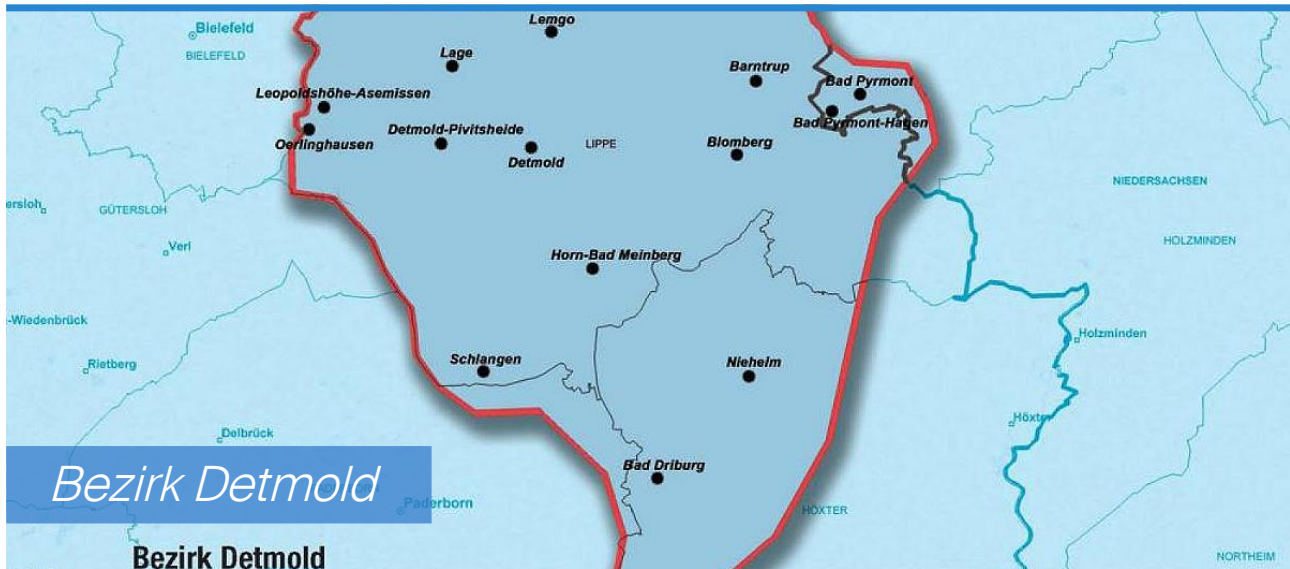 Lemgo
Bielefeld
BIELEFELD
Lage
Barntrup
Bad Pyrmont
Leopoldshöhe-Asemissen
Bad Pyrmont-Hagen
Detmold-Pivitsheide
Oerlinghausen
LIPPE
Blomberg
Detmold
NIEDERSACHSEN
ersloh
GÜTERSLOH
Verl
HOLZMINDEN
Horn-Bad Meinberg
-Wiedenbrück
Holzminden
Rietberg
Schlangen
Nieheim
Höxter
Delbrück
Bad Driburg
Bezirk Detmold
Paderborn
HÖXTER
Bezirk Detmold
NORTHEIM